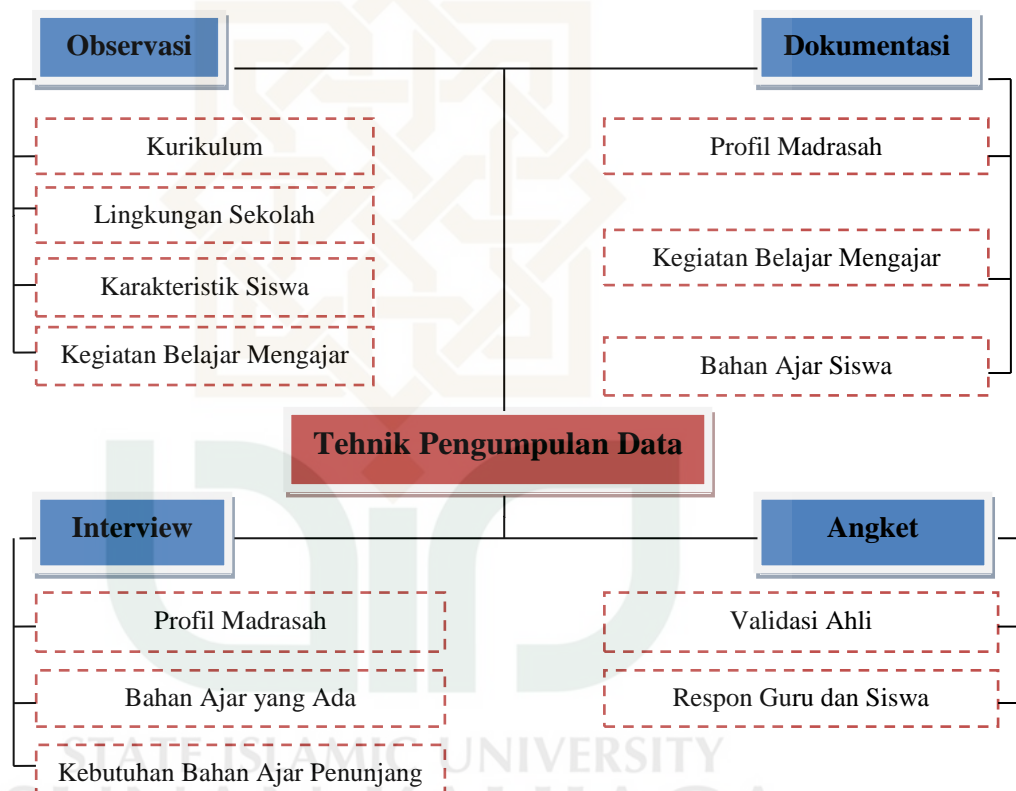 Observasi
Kurikulum
Lingkungan Sekolah
Karakteristik Siswa
Kegiatan Belajar Mengajar
Dokumentasi
Profil Madrasah
Kegiatan Belajar Mengajar
Bahan Ajar Siswa
Tehnik Pengumpulan Data
Interview
Profil Madrasah
Bahan Ajar yang Ada
Kebutuhan Bahan Ajar Penunjang
Angket
Validasi Ahli
Respon Guru dan Siswa
STATE ISLAMIC UNIVERSITY